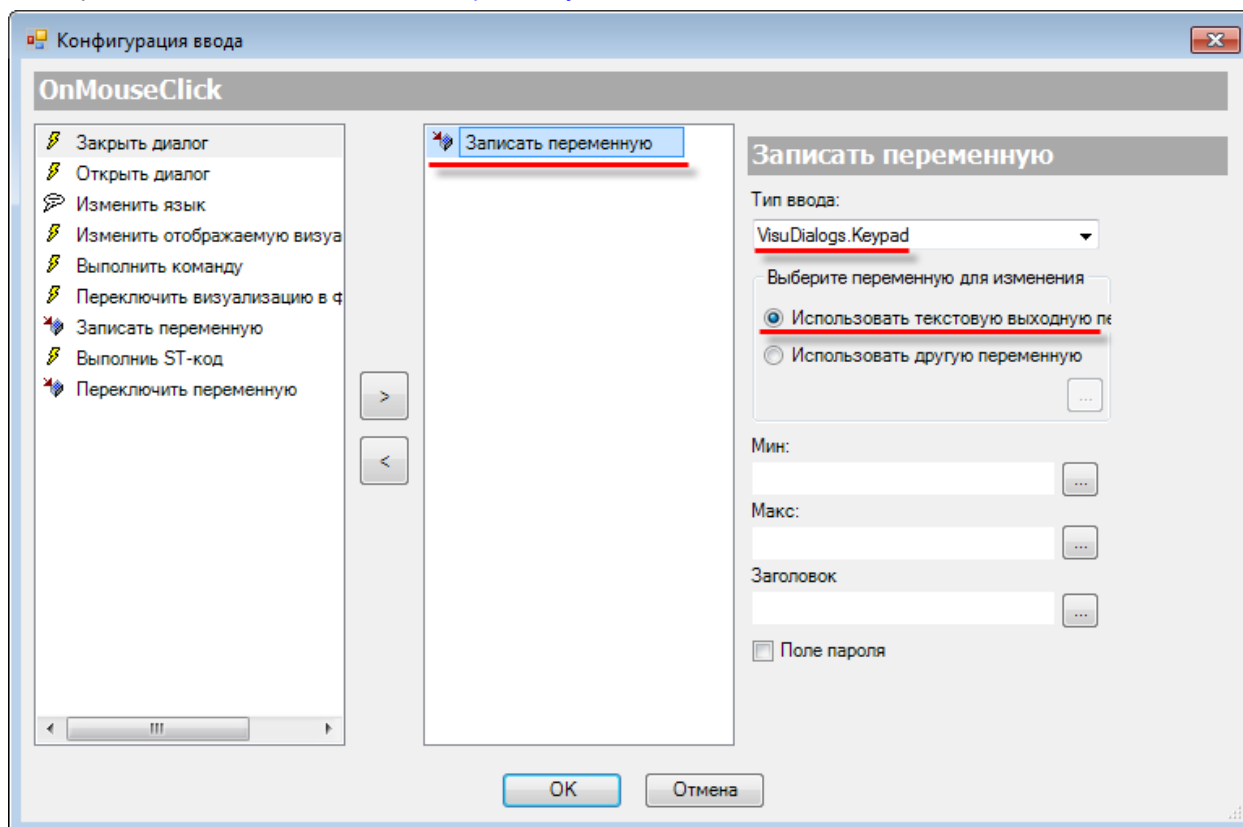 Конфигурация ввода
OnMouseClick
Закрыть диалог
Открыть диалог
Изменить язык
Изменить отображаемую визуа
Выполнить команду
Переключить визуализацию в ф
Записать переменную
Выполниь ST-код
Переключить переменную
>
<
Записать переменную
Записать переменную
Тип ввода:
VisuDialogs.Keypad
Выберите переменную для изменения
Использовать текстовую выходную пе
Использовать другую переменную
...
Мин:
...
Макс:
...
Заголовок
...
Поле пароля
OK
Отмена